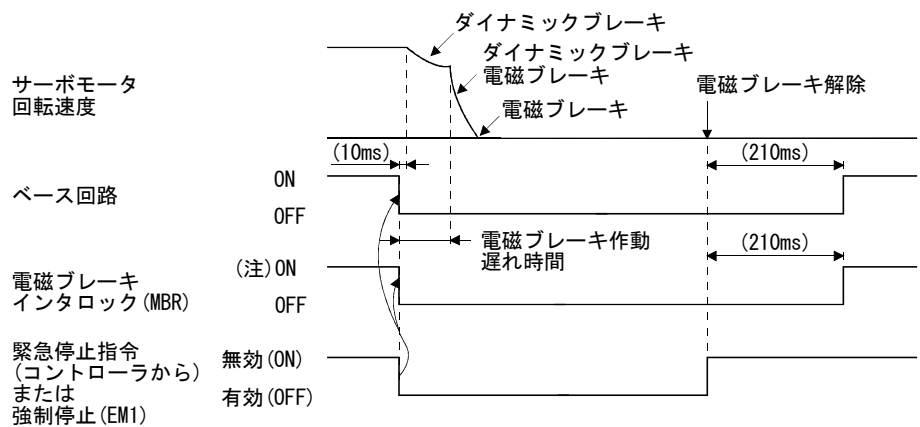 ダイナミックブレーキ
ダイナミックブレーキ
電磁ブレーキ
電磁ブレーキ
電磁ブレーキ解除
サーボモータ
回転速度
(10ms)
(210ms)
ベース回路
ON
OFF
電磁ブレーキ作動
遅れ時間
(210ms)
電磁ブレーキ
インタロック(MBR)
(注)ON
OFF
緊急停止指令
(コントローラから)
または
強制停止(EM1)
無効(ON)
有効(OFF)